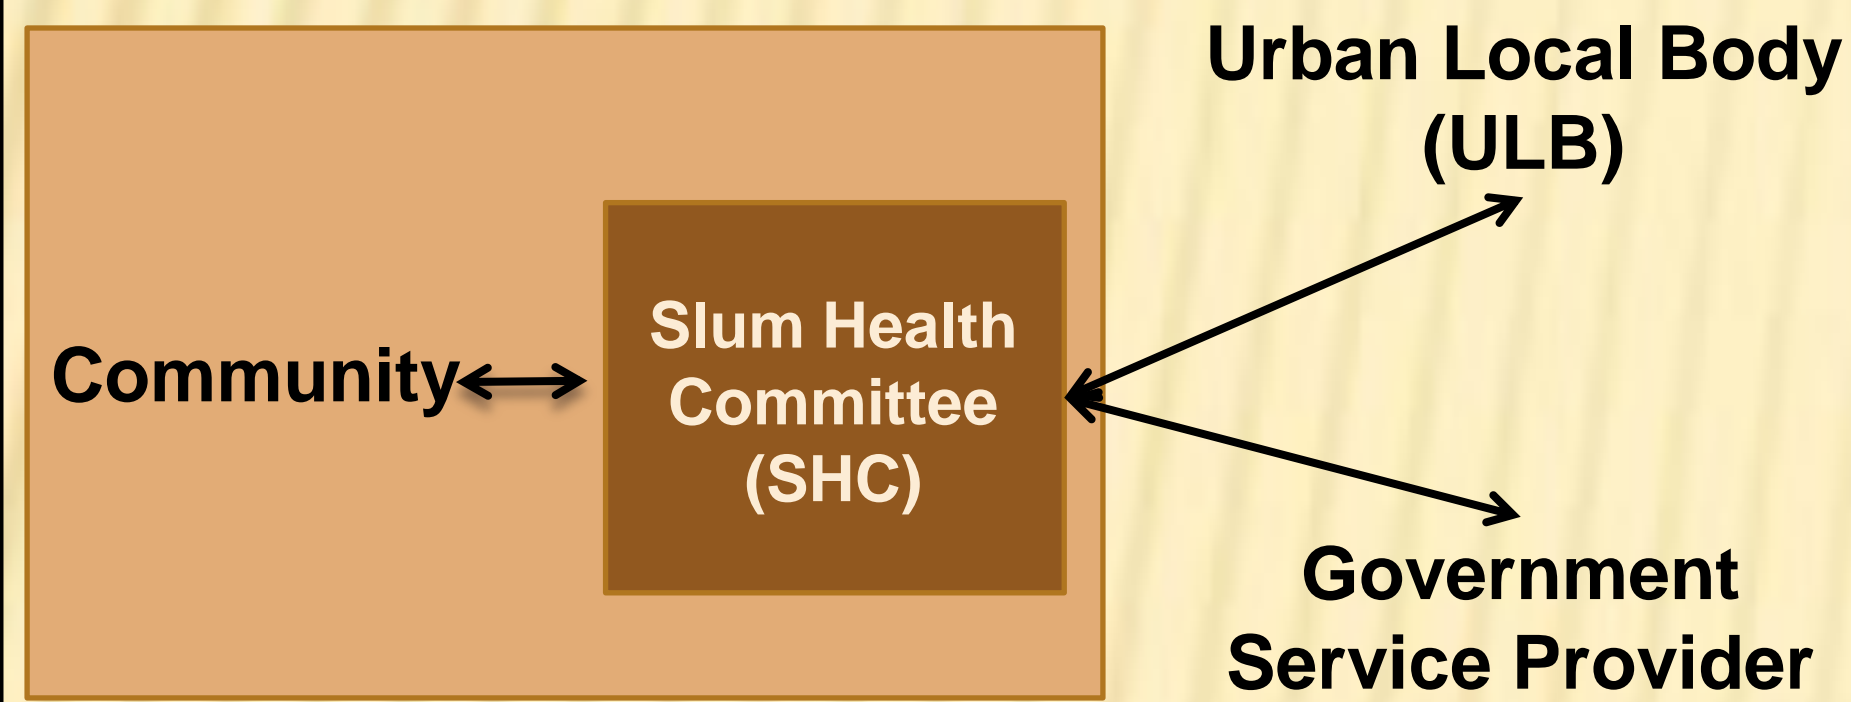 Urban Local Body
(ULB)
Community
Slum Health
Committee
(SHC)
Government
Service Provider